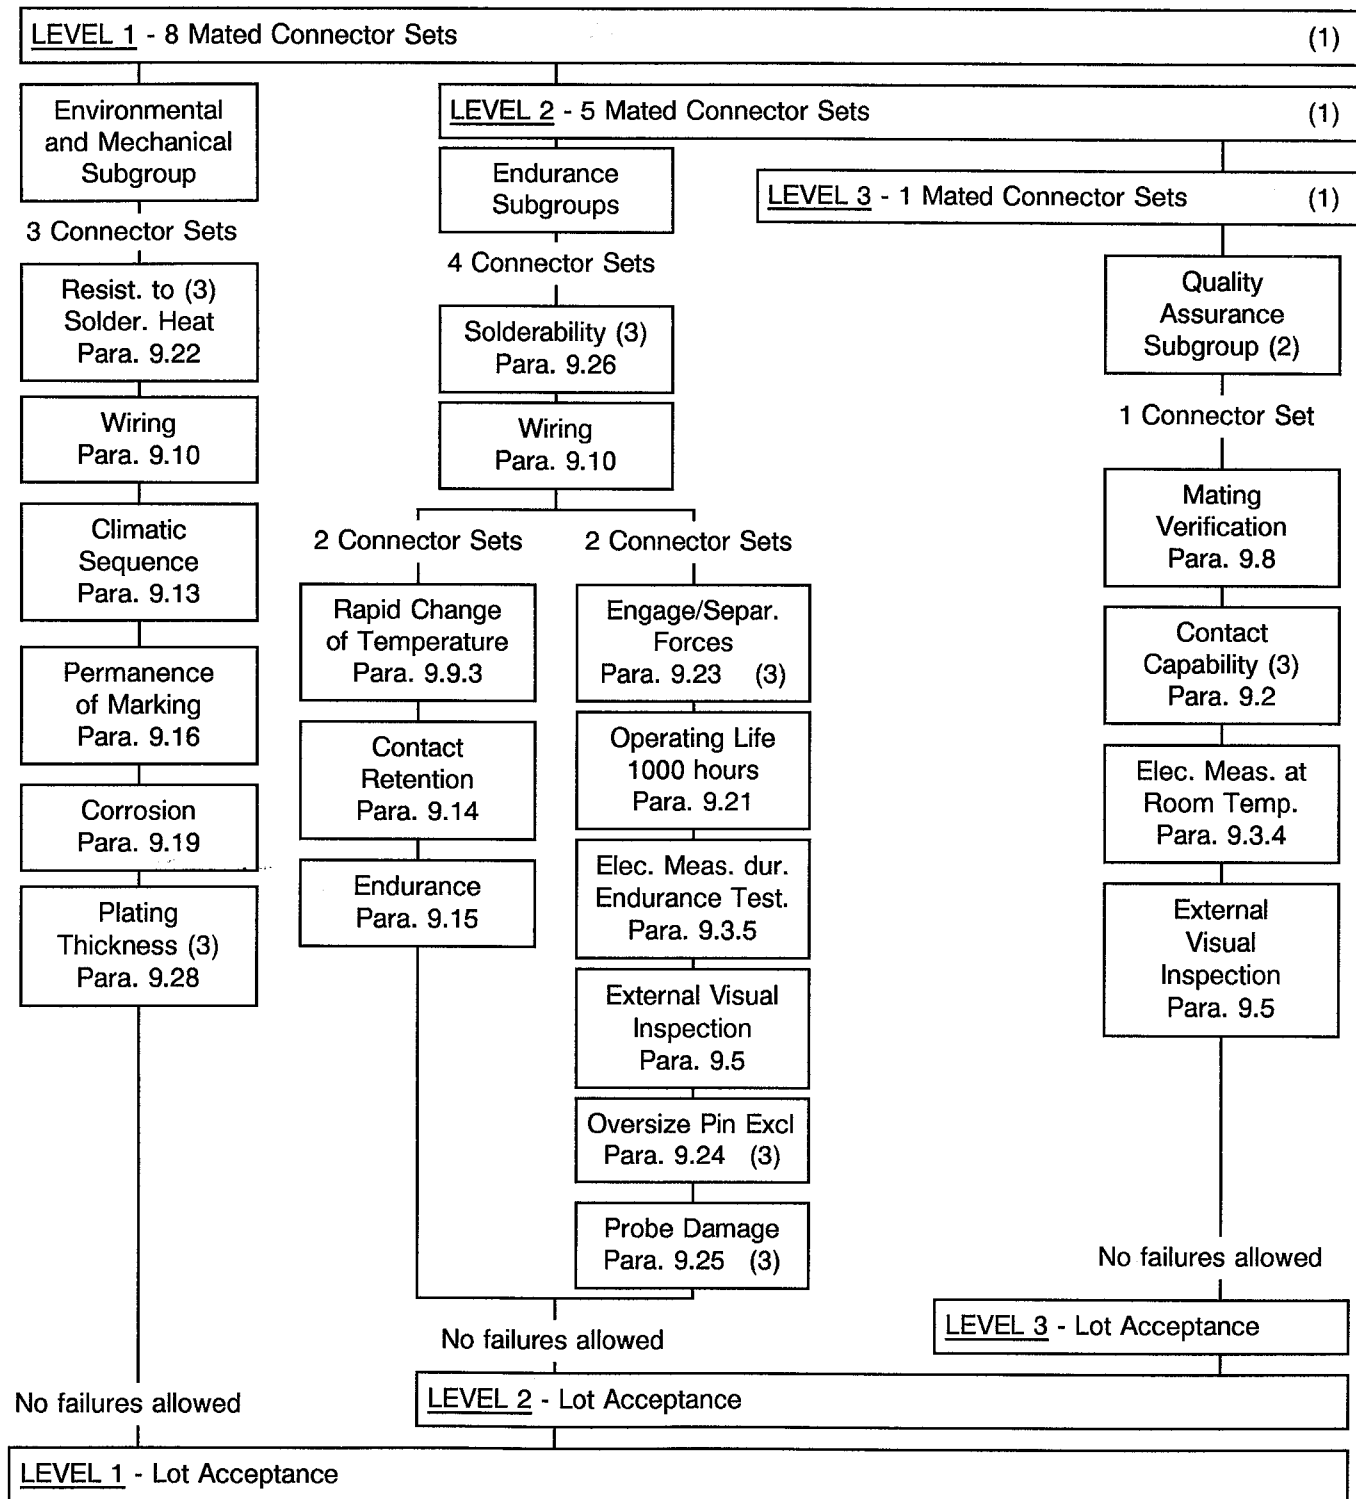 LEVEL 1 - 8 Mated Connector Sets (1)
Environmental
and Mechanical
Subgroup
3 Connector Sets
Resist. to (3)
Solder. Heat
Para. 9.22
Wiring
Para. 9.10
Climatic
Sequence
Para. 9.13
Permanence
of Marking
Para. 9.16
Corrosion
Para. 9.19
Plating
Thickness (3)
Para. 9.28
No failures allowed
LEVEL 2 - 5 Mated Connector Sets (1)
Endurance
Subgroups
4 Connector Sets
Solderability (3)
Para. 9.26
Wiring
Para. 9.10
2 Connector Sets
Rapid Change
of Temperature
Para. 9.9.3
Contact
Retention
Para. 9.14
Endurance
Para. 9.15
2 Connector Sets
Engage/Separ.
Forces
Para. 9.23 (3)
Operating Life
1000 hours
Para. 9.21
Elec. Meas. dur.
Endurance Test.
Para. 9.3.5
External Visual
Inspection
Para. 9.5
Oversize Pin Excl
Para. 9.24 (3)
Probe Damage
Para. 9.25 (3)
No failures allowed
LEVEL 3 - 1 Mated Connector Sets (1)
Quality
Assurance
Subgroup (2)
1 Connector Set
Mating
Verification
Para. 9.8
Contact
Capability (3)
Para. 9.2
Elec. Meas. at
Room Temp.
Para. 9.3.4
External
Visual
Inspection
Para. 9.5
No failures allowed
LEVEL 3 - Lot Acceptance
LEVEL 2 - Lot Acceptance
LEVEL 1 - Lot Acceptance